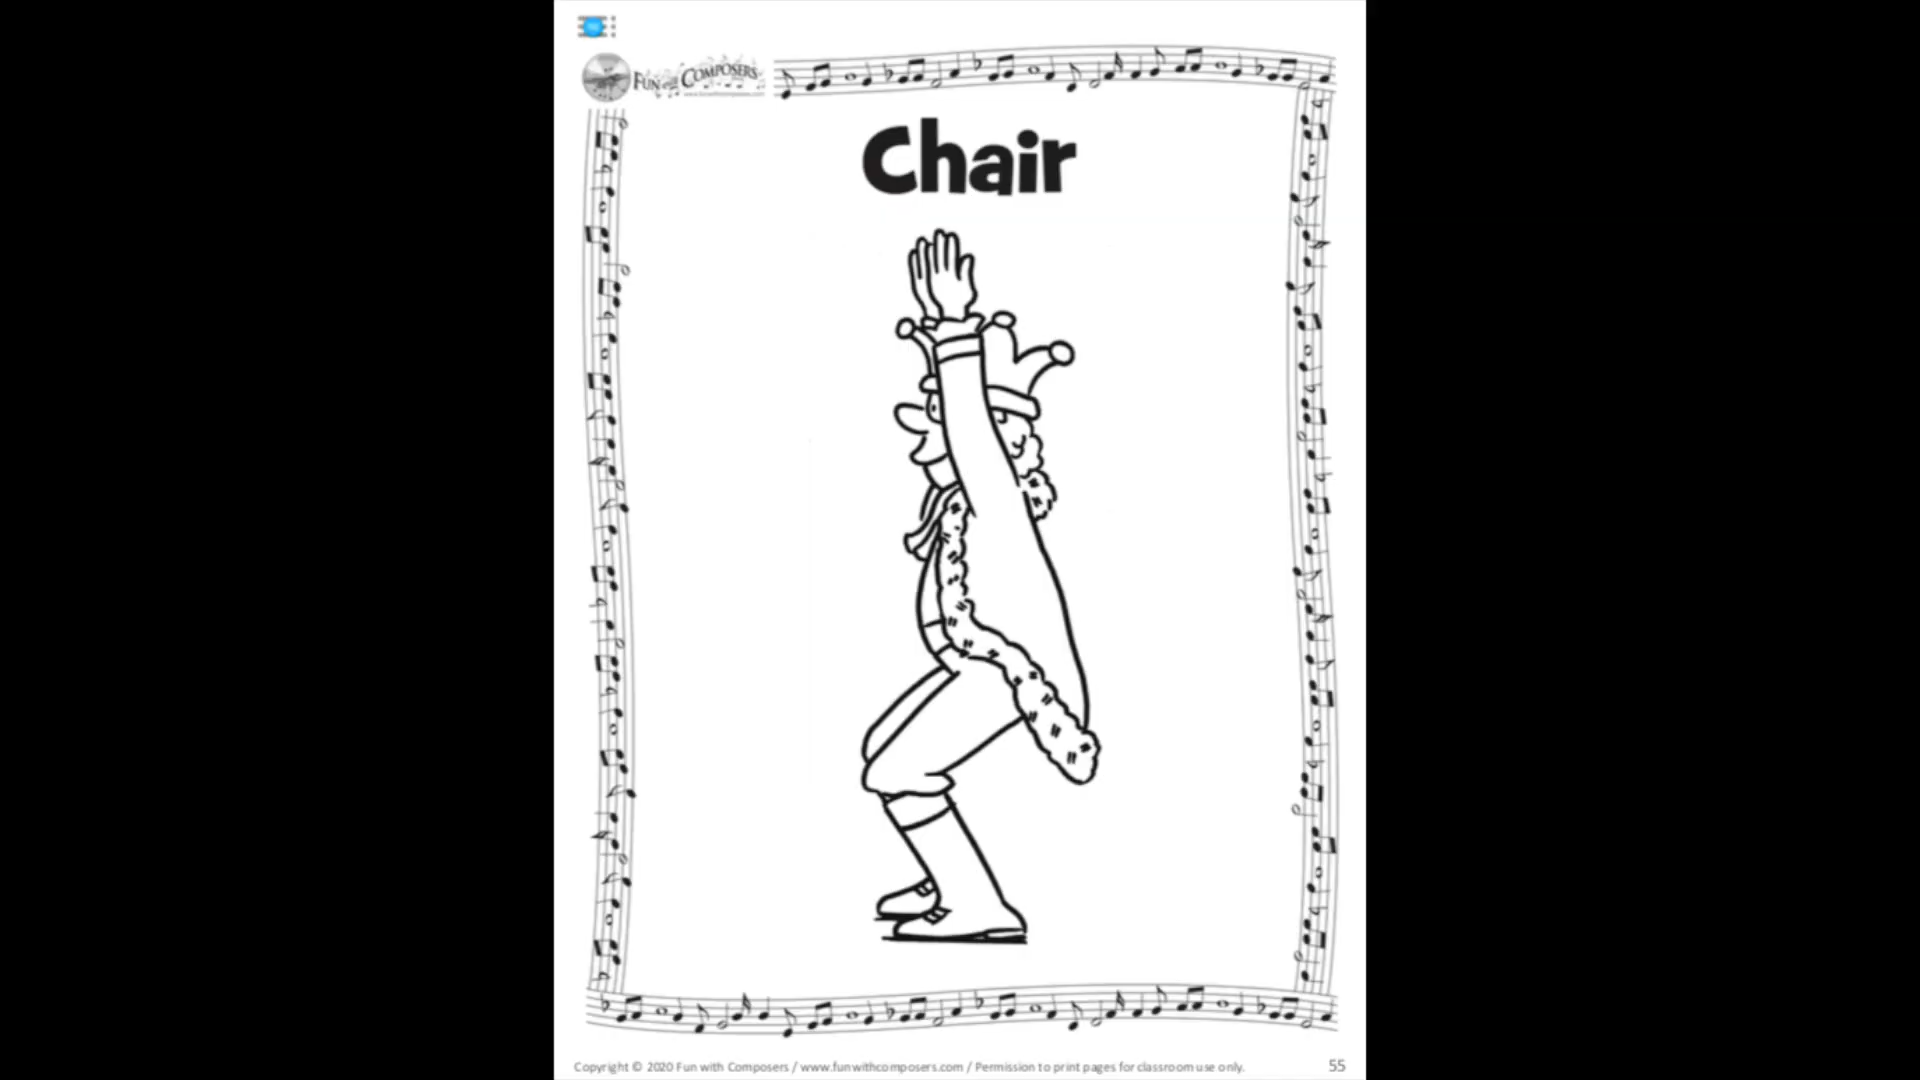 FUN with COMPOSERS
Chair
Copyright © 2020 Fun with Composers / www.funwithcomposers.com / Permission to print pages for classroom use only.
55